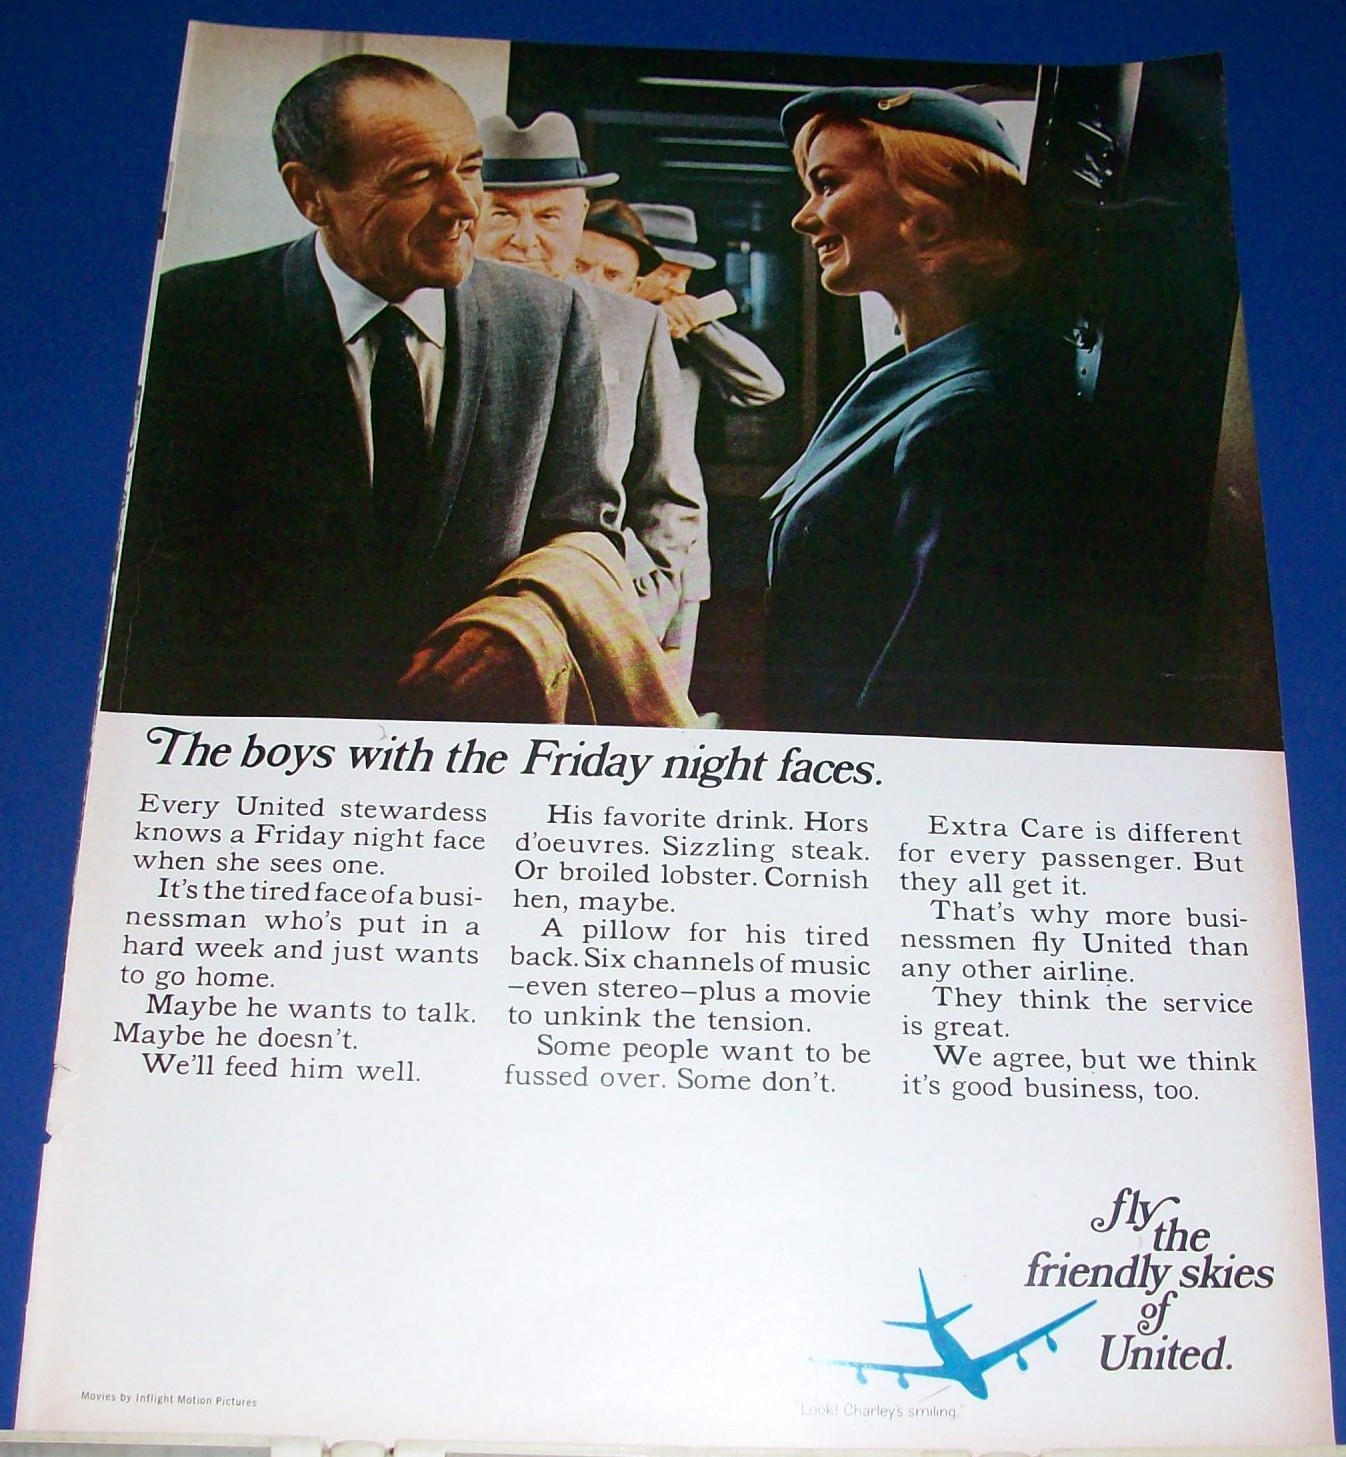 The boys with the Friday night faces.
Every United stewardess
knows a Friday night face
when she sees one.
It's the tired face of a busi-
nessman who's put in a
hard week and just wants
to go home.
Maybe he wants to talk.
Maybe he doesn't.
We'll feed him well.
His favorite drink. Hors
d'oeuvres. Sizzling steak.
Or broiled lobster. Cornish
hen, maybe.
A pillow for his tired
back. Six channels of music
–even stereo–plus a movie
to unkink the tension.
Some people want to be
fussed over. Some don't.
Extra Care is different
for every passenger. But
they all get it.
That's why more busi-
nessmen fly United than
any other airline.
They think the service
is great.
We agree, but we think
it's good business, too.
fly
the
friendly skies
of
United.
Movies by Inflight Motion Pictures
"Look! Charley's smiling."